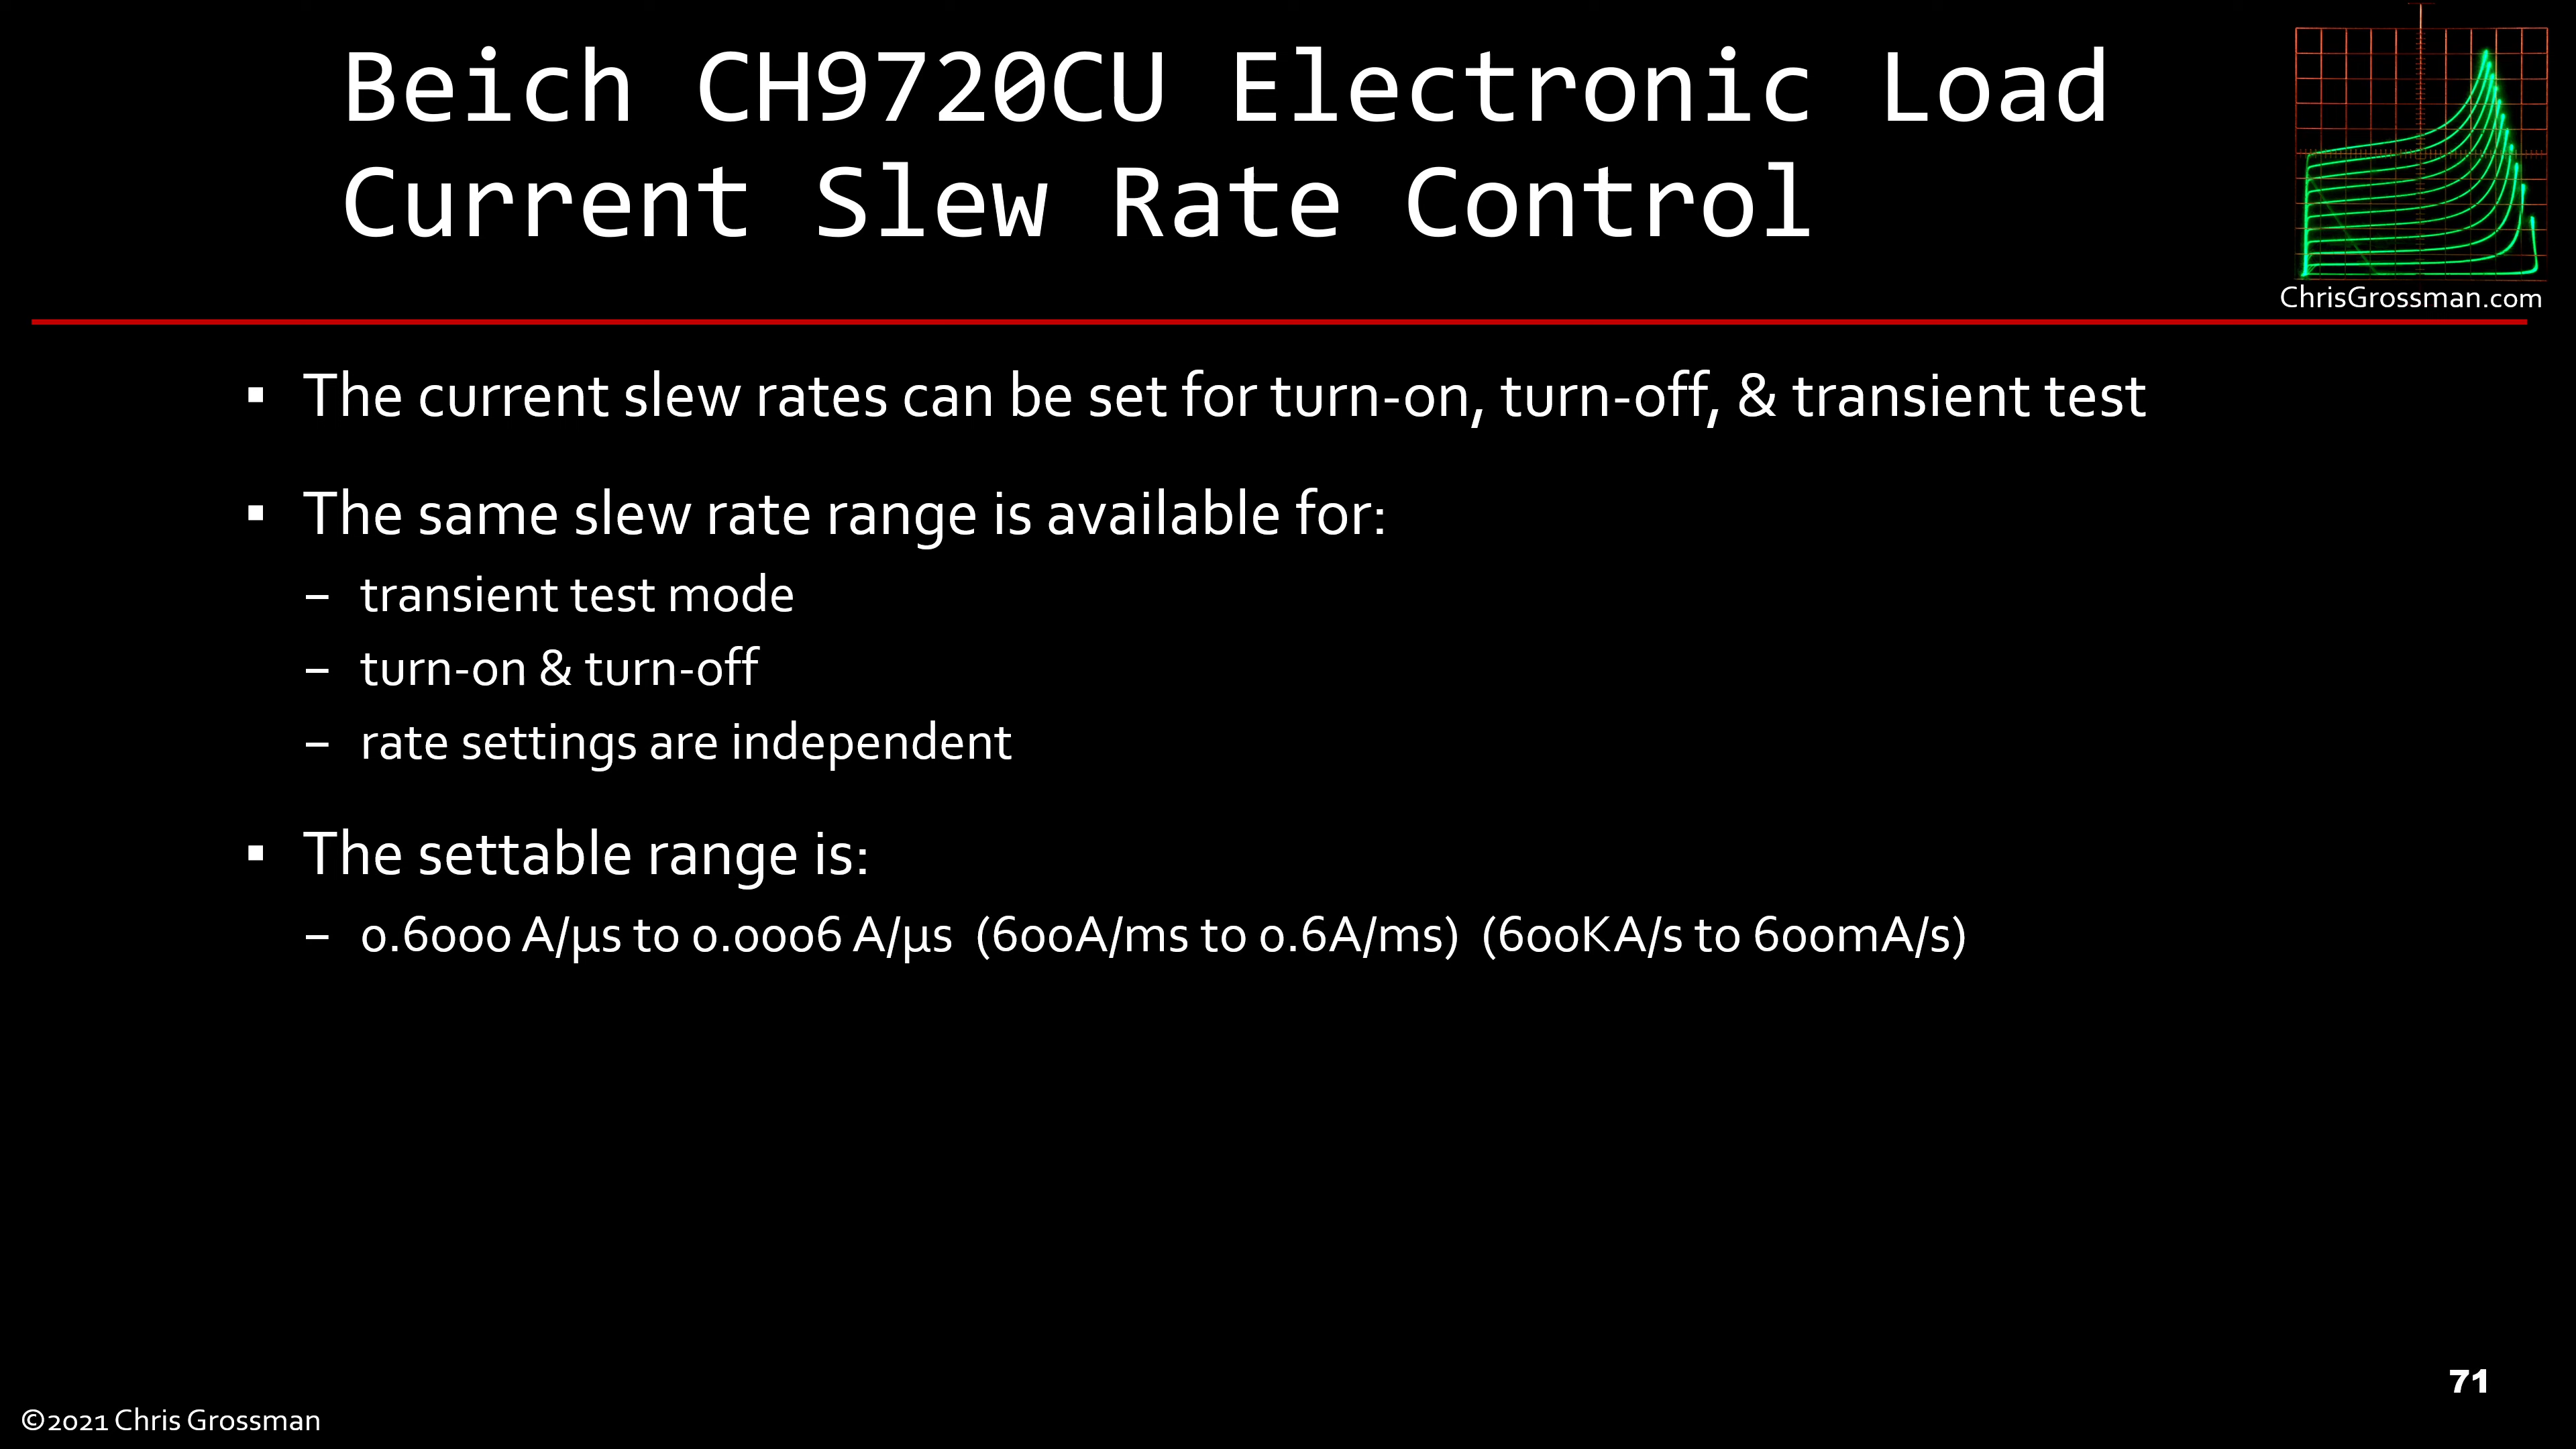 Beich CH9720CU Electronic Load
Current Slew Rate Control
ChrisGrossman.com
▪ The current slew rates can be set for turn-on, turn-off, & transient test
▪ The same slew rate range is available for:
– transient test mode
– turn-on & turn-off
– rate settings are independent
▪ The settable range is:
– 0.6000 A/µs to 0.0006 A/µs (600A/ms to 0.6A/ms) (600KA/s to 600mA/s)
71
©2021 Chris Grossman